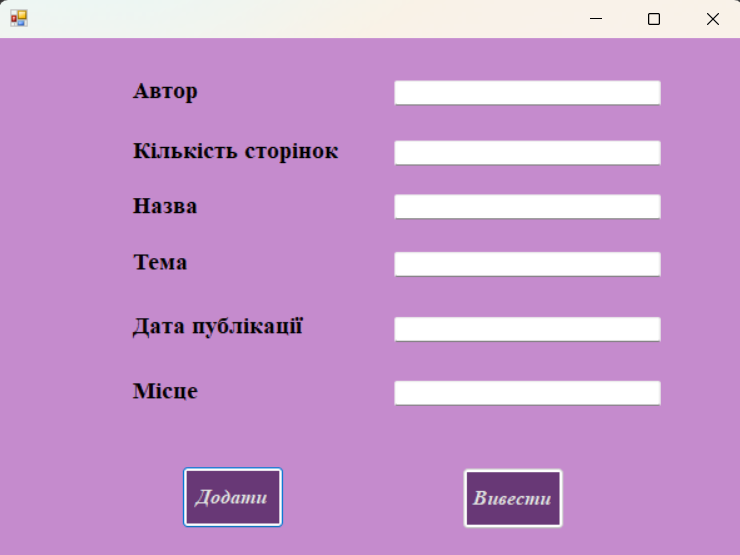 Автор
Кількість сторінок
Назва
Тема
Дата публікації
Місце
Додати
Вивести